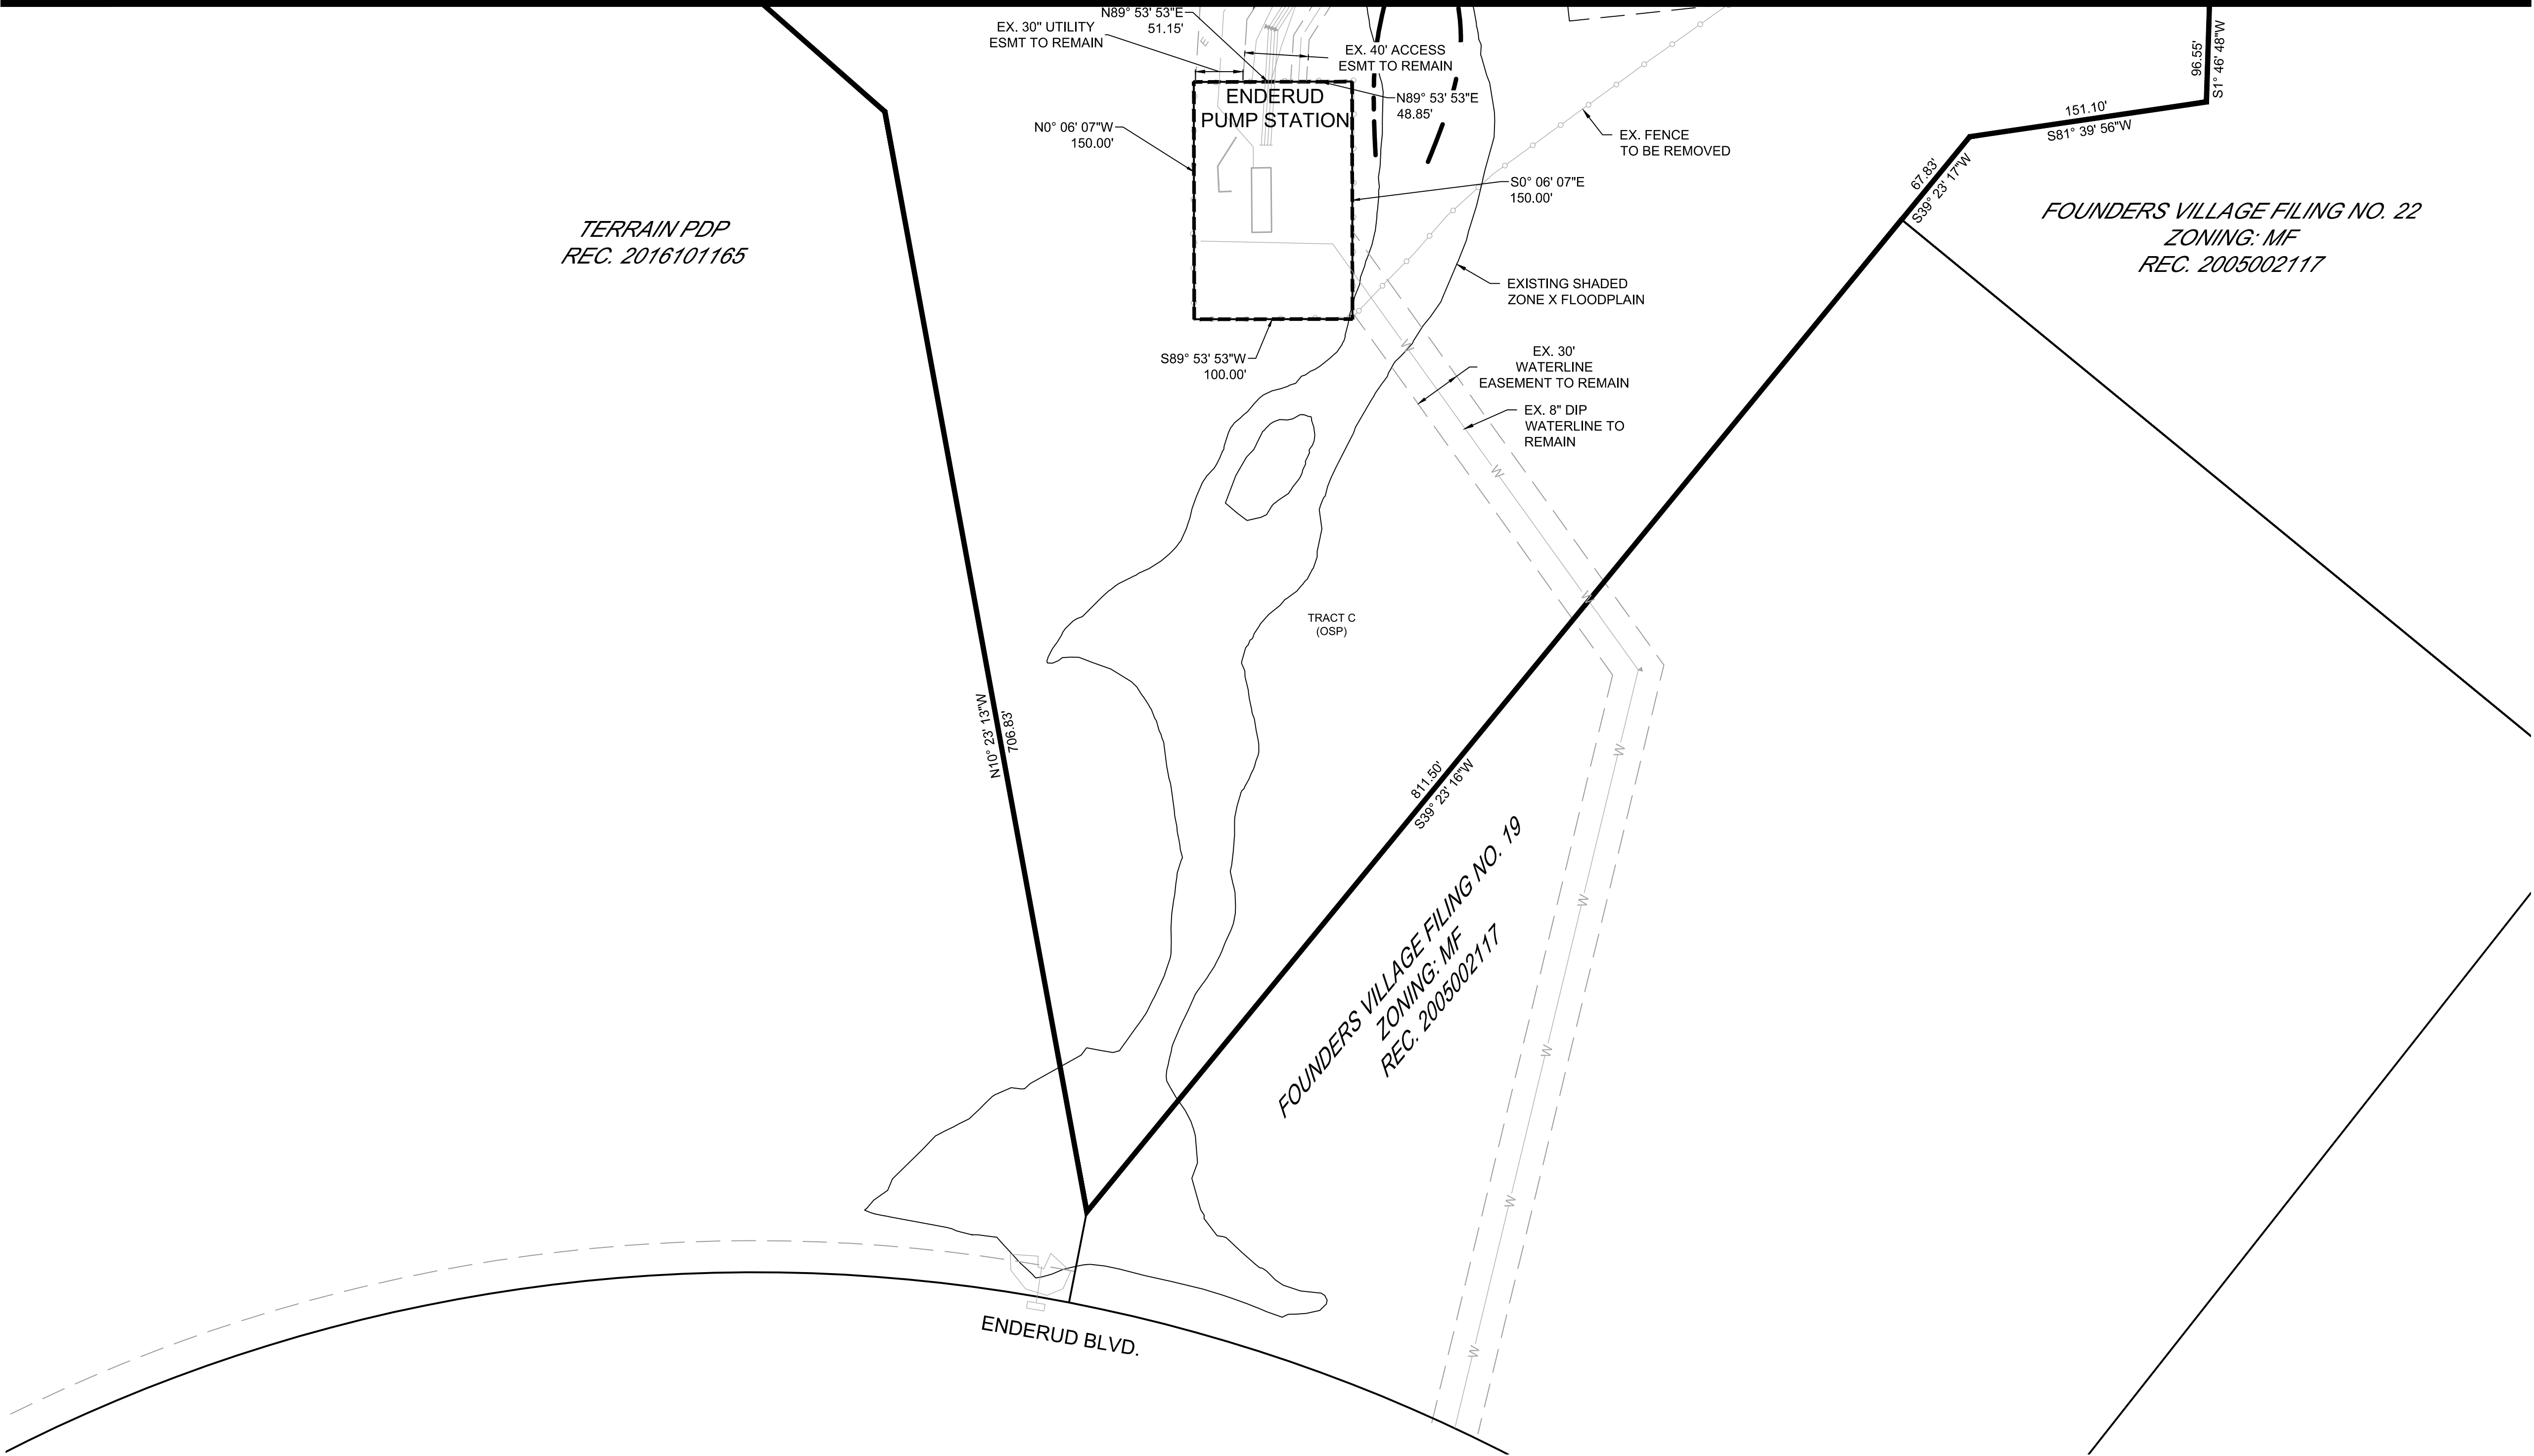 N89° 53' 53"E
51.15'
EX. 30" UTILITY
ESMT TO REMAIN
E
EX. 40' ACCESS
ESMT TO REMAIN
ENDERUD
PUMP STATION
N89° 53' 53"E
48.85'
N0° 06' 07"W
150.00'
EX. FENCE
TO BE REMOVED
S0° 06' 07"E
150.00'
96.55'
S1° 46' 48"W
151.10'
S81° 39' 56"W
67.83'
S39° 23' 17"W
TERRAIN PDP
REC. 2016101165
FOUNDERS VILLAGE FILING NO. 22
ZONING: MF
REC. 2005002117
EXISTING SHADED
ZONE X FLOODPLAIN
S89° 53' 53"W
100.00'
W
EX. 30'
WATERLINE
EASEMENT TO REMAIN
EX. 8" DIP
WATERLINE TO
REMAIN
W
W
TRACT C
(OSP)
N10° 23' 13"W
706.83'
W
811.50'
S39° 23' 16"W
FOUNDERS VILLAGE FILING NO. 19
ZONING: MF
REC. 2005002117
W
W
W
W
ENDERUD BLVD.